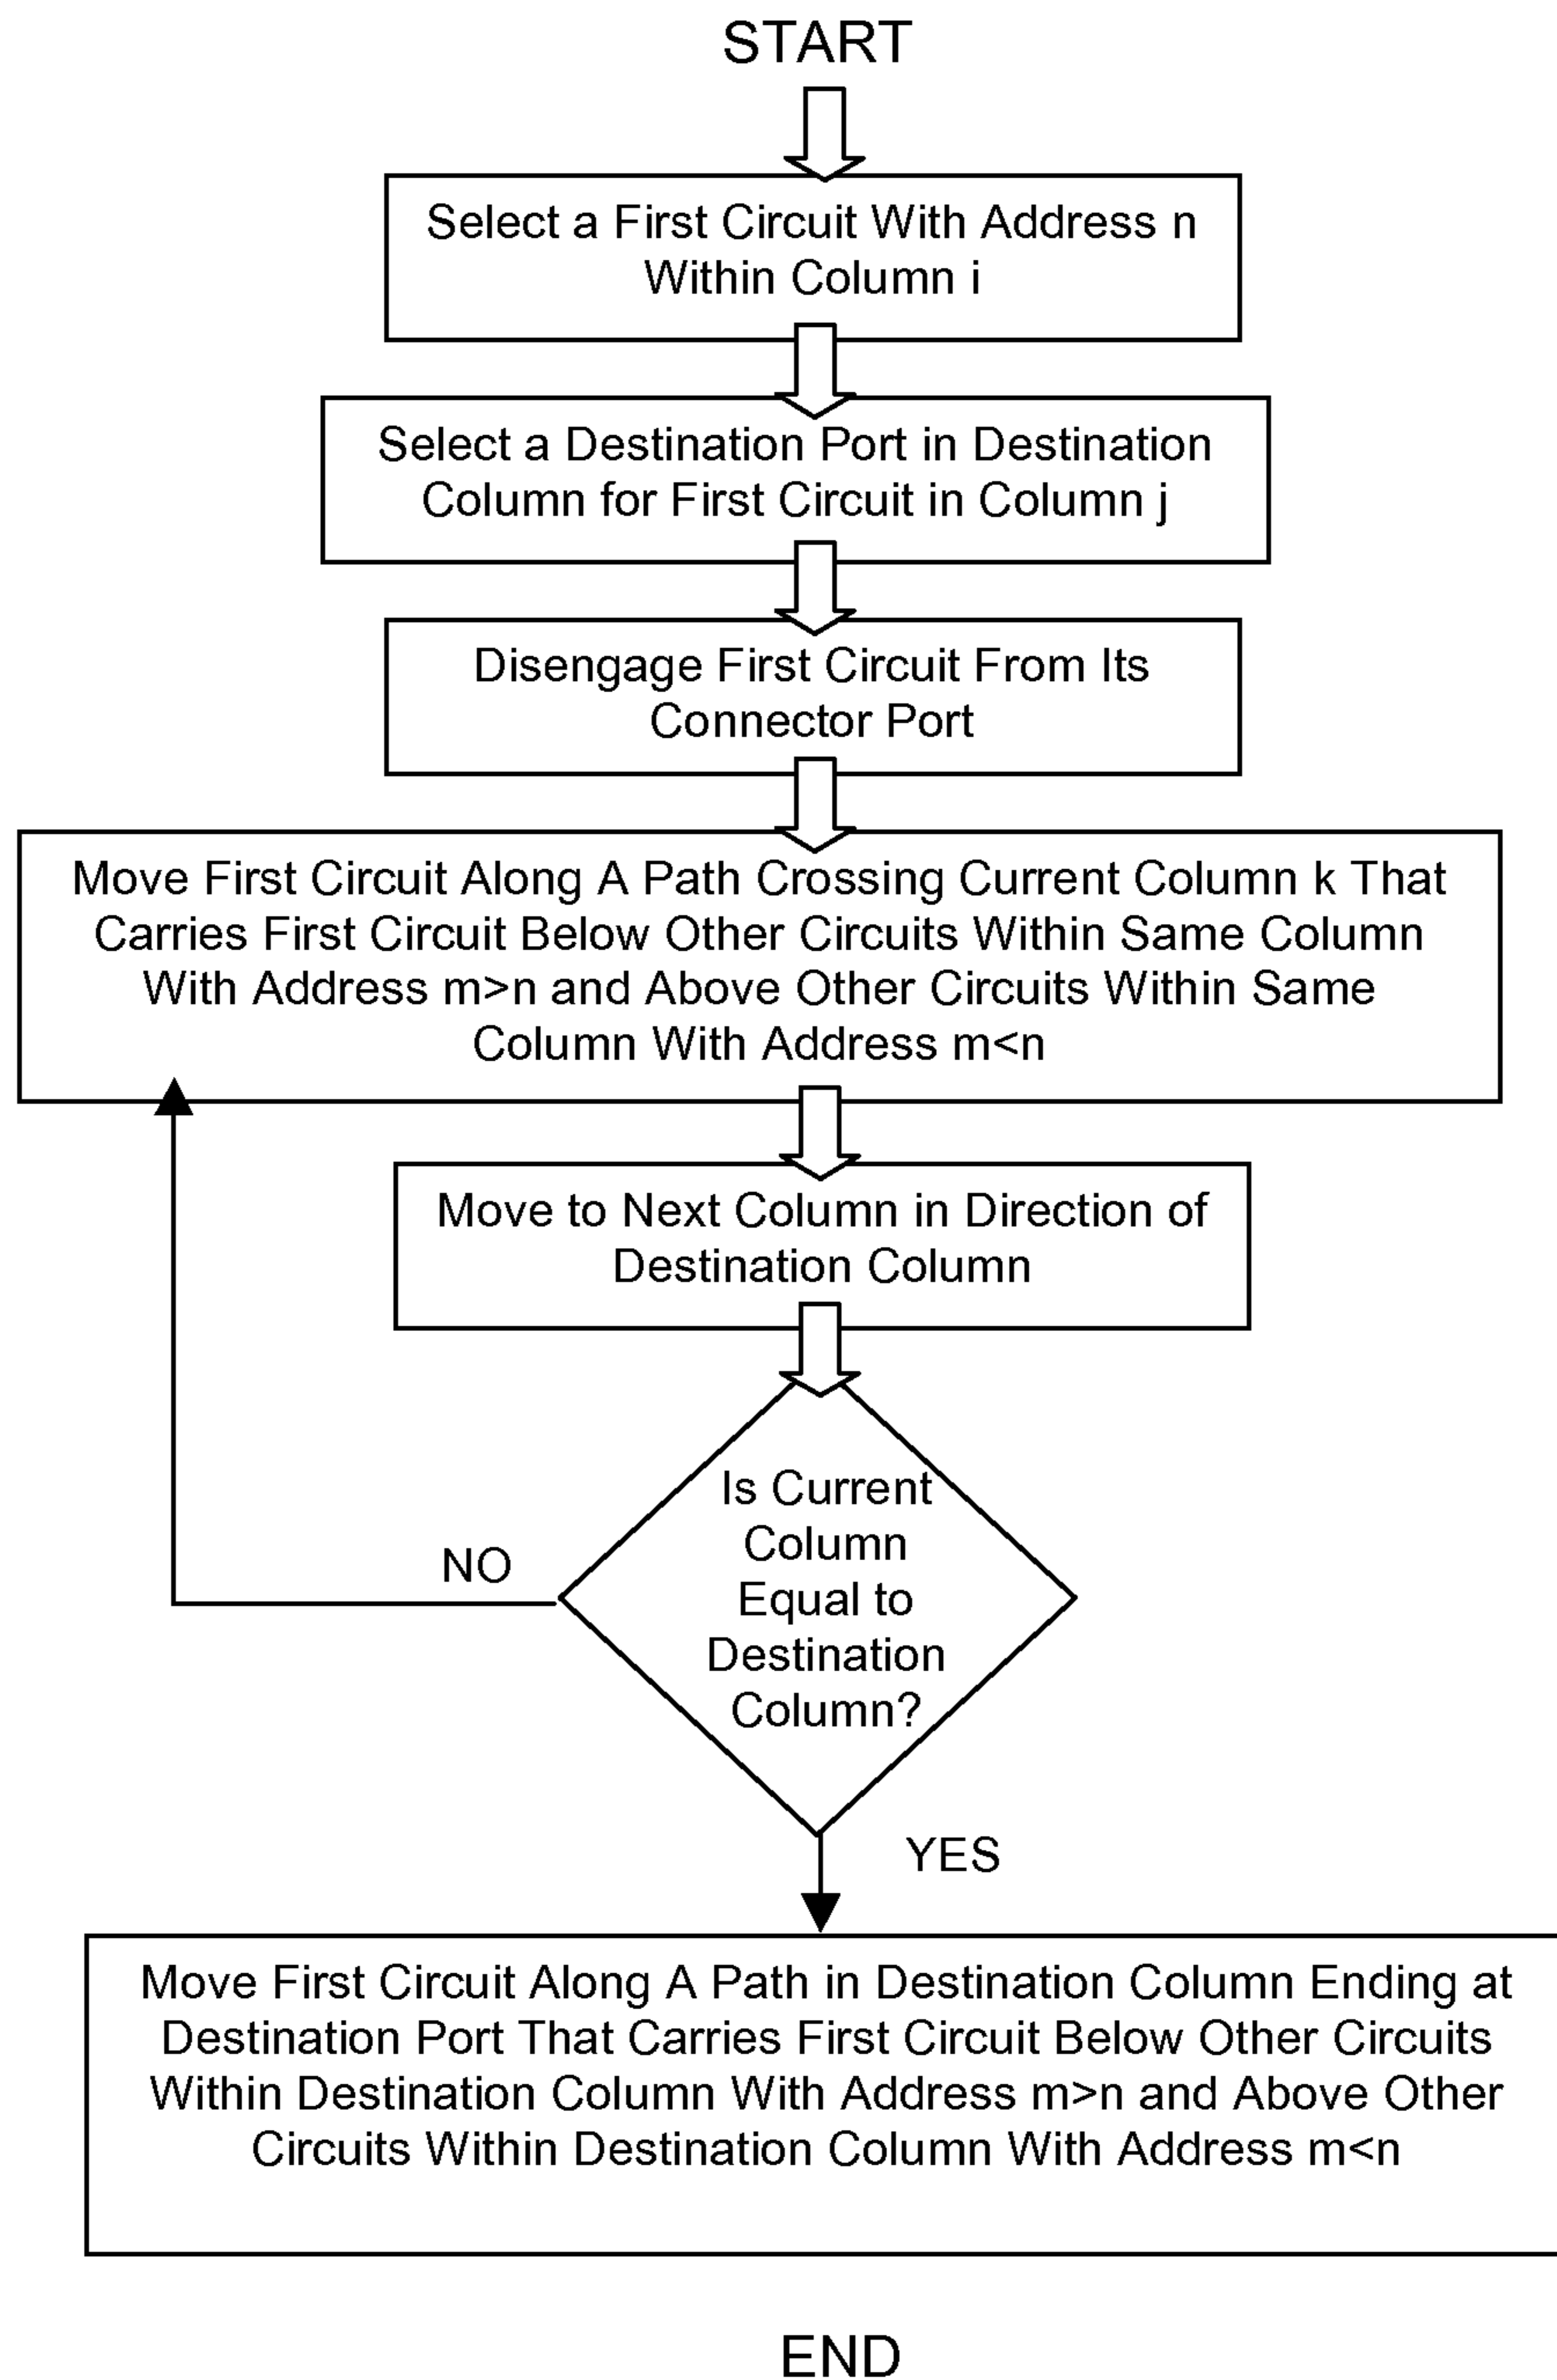 START
Select a First Circuit With Address n
Within Column i
Select a Destination Port in Destination
Column for First Circuit in Column j
Disengage First Circuit From Its
Connector Port
Move First Circuit Along A Path Crossing Current Column k That
Carries First Circuit Below Other Circuits Within Same Column
With Address m>n and Above Other Circuits Within Same
Column With Address m<n
Move to Next Column in Direction of
Destination Column
Is Current
Column
Equal to
Destination
Column?
NO
YES
Move First Circuit Along A Path in Destination Column Ending at
Destination Port That Carries First Circuit Below Other Circuits
Within Destination Column With Address m>n and Above Other
Circuits Within Destination Column With Address m<n
END